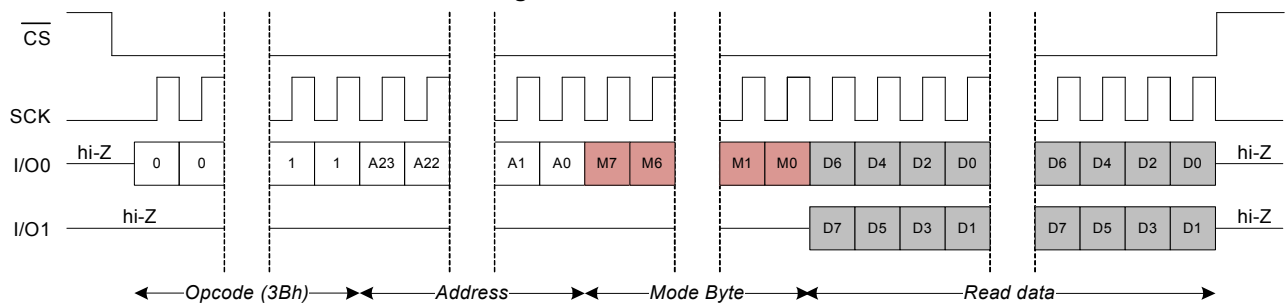 CS
SCK
I/O0 hi-Z 0 0 1 1 A23 A22 A1 A0 M7 M6 M1 M0 D6 D4 D2 D0 D6 D4 D2 D0 hi-Z
hi-Z
I/O1 D7 D5 D3 D1 D7 D5 D3 D1 hi-Z
Opcode (3Bh) Address Mode Byte Read data